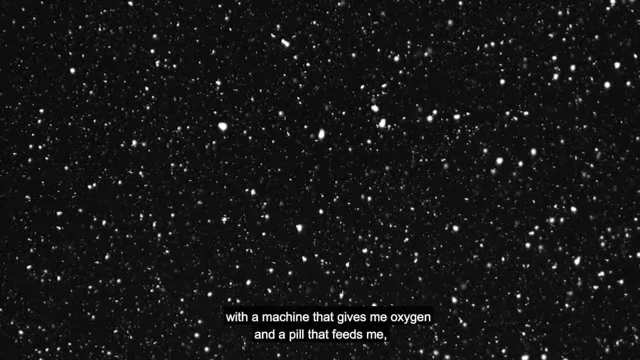 with a machine that gives me oxygen
and a pill that feeds me,